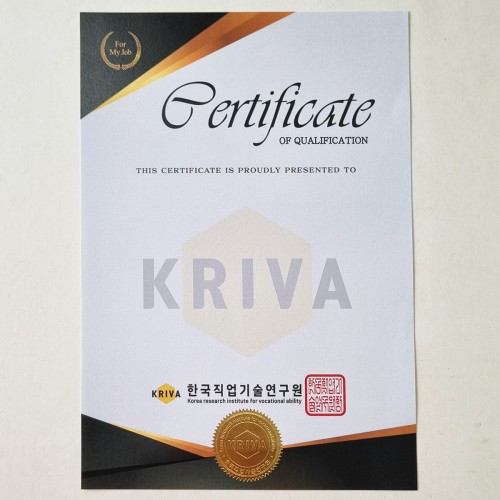 For
My Job
Certificate
OF QUALIFICATION
THIS CERTIFICATE IS PROUDLY PRESENTED TO
KRIVA
KRIVA 한국직업기술연구원
Korea research institute for vocational ability
KRIVA